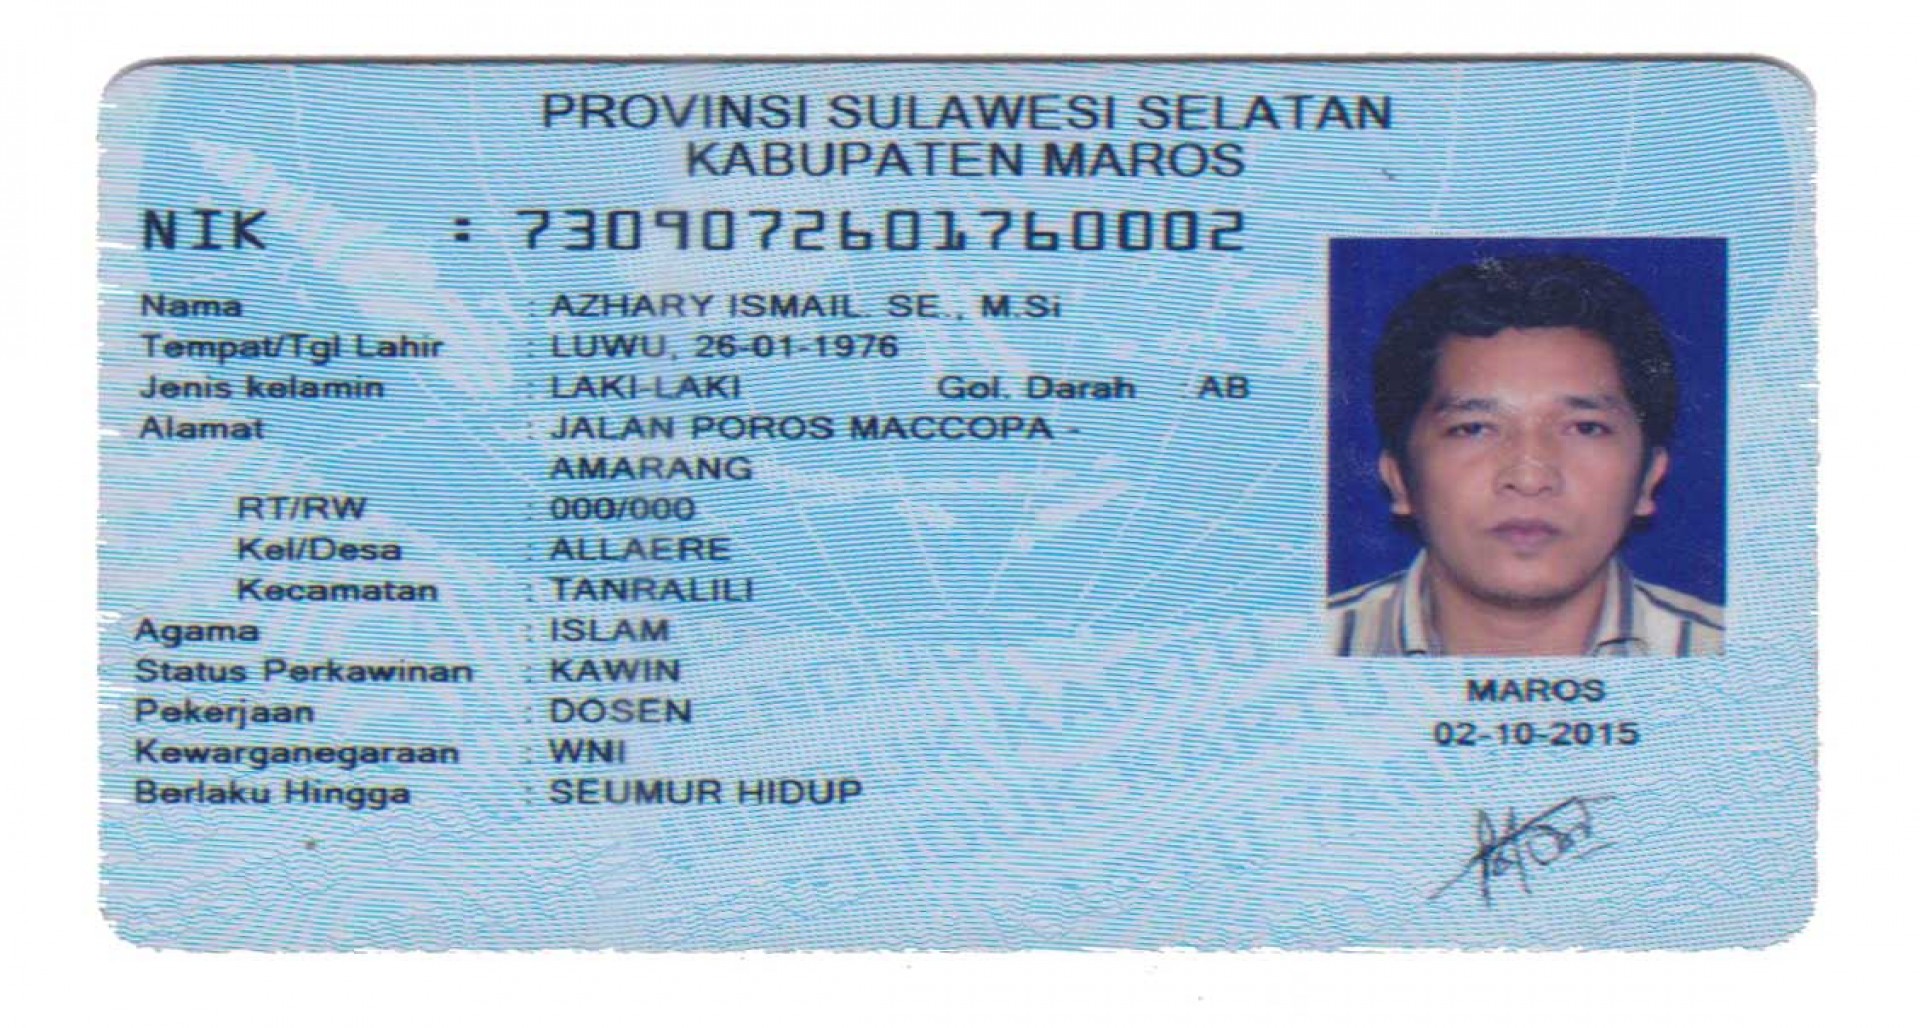 PROVINSI SULAWESI SELATAN
KABUPATEN MAROS
NIK : 7309072601760002
Nama : AZHARY ISMAIL. SE., M.Si
Tempat/Tgl Lahir : LUWU, 26-01-1976
Jenis kelamin : LAKI-LAKI Gol. Darah : AB
Alamat : JALAN POROS MACCOPA -
AMARANG
RT/RW : 000/000
Kel/Desa : ALLAERE
Kecamatan : TANRALILI
Agama : ISLAM
Status Perkawinan : KAWIN
Pekerjaan : DOSEN
Kewarganegaraan : WNI
Berlaku Hingga : SEUMUR HIDUP
MAROS
02-10-2015